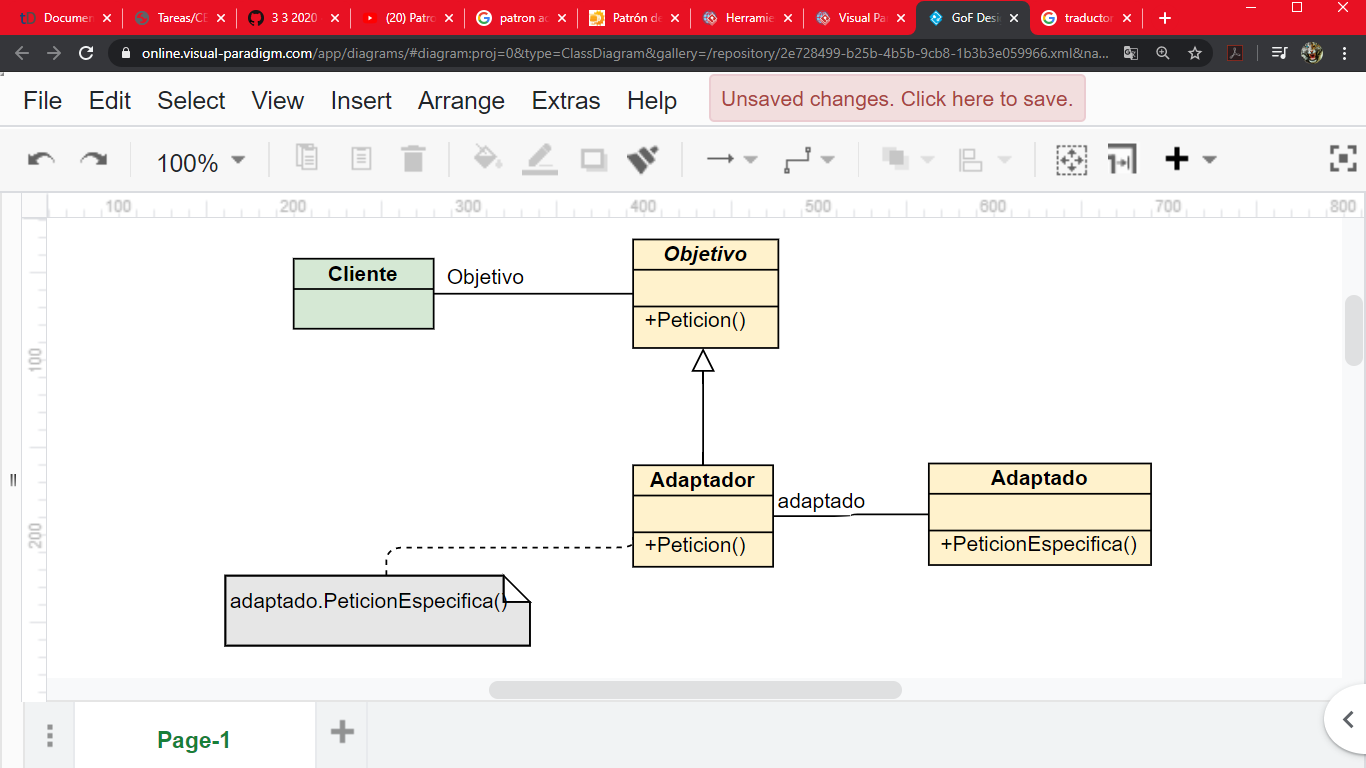 Documen
Tareas/CE
3 3 2020
(20) Patro
patron ad
Patrón de
Herramie
Visual Pa
GoF Desi
traductor
online.visual-paradigm.com/app/diagrams/#diagram:proj=0&type=ClassDiagram&gallery=/repository/2e728499-b25b-4b5b-9cb8-1b3b3e059966.xml&na...
File Edit Select View Insert Arrange Extras Help Unsaved changes. Click here to save.
100%
100 200 300 400 500 600 700 800
100
200
Cliente
Objetivo
Objetivo
+Peticion()
Adaptador
+Peticion()
adaptado
Adaptado
+PeticionEspecifica()
adaptado.PeticionEspecifica()
Page-1